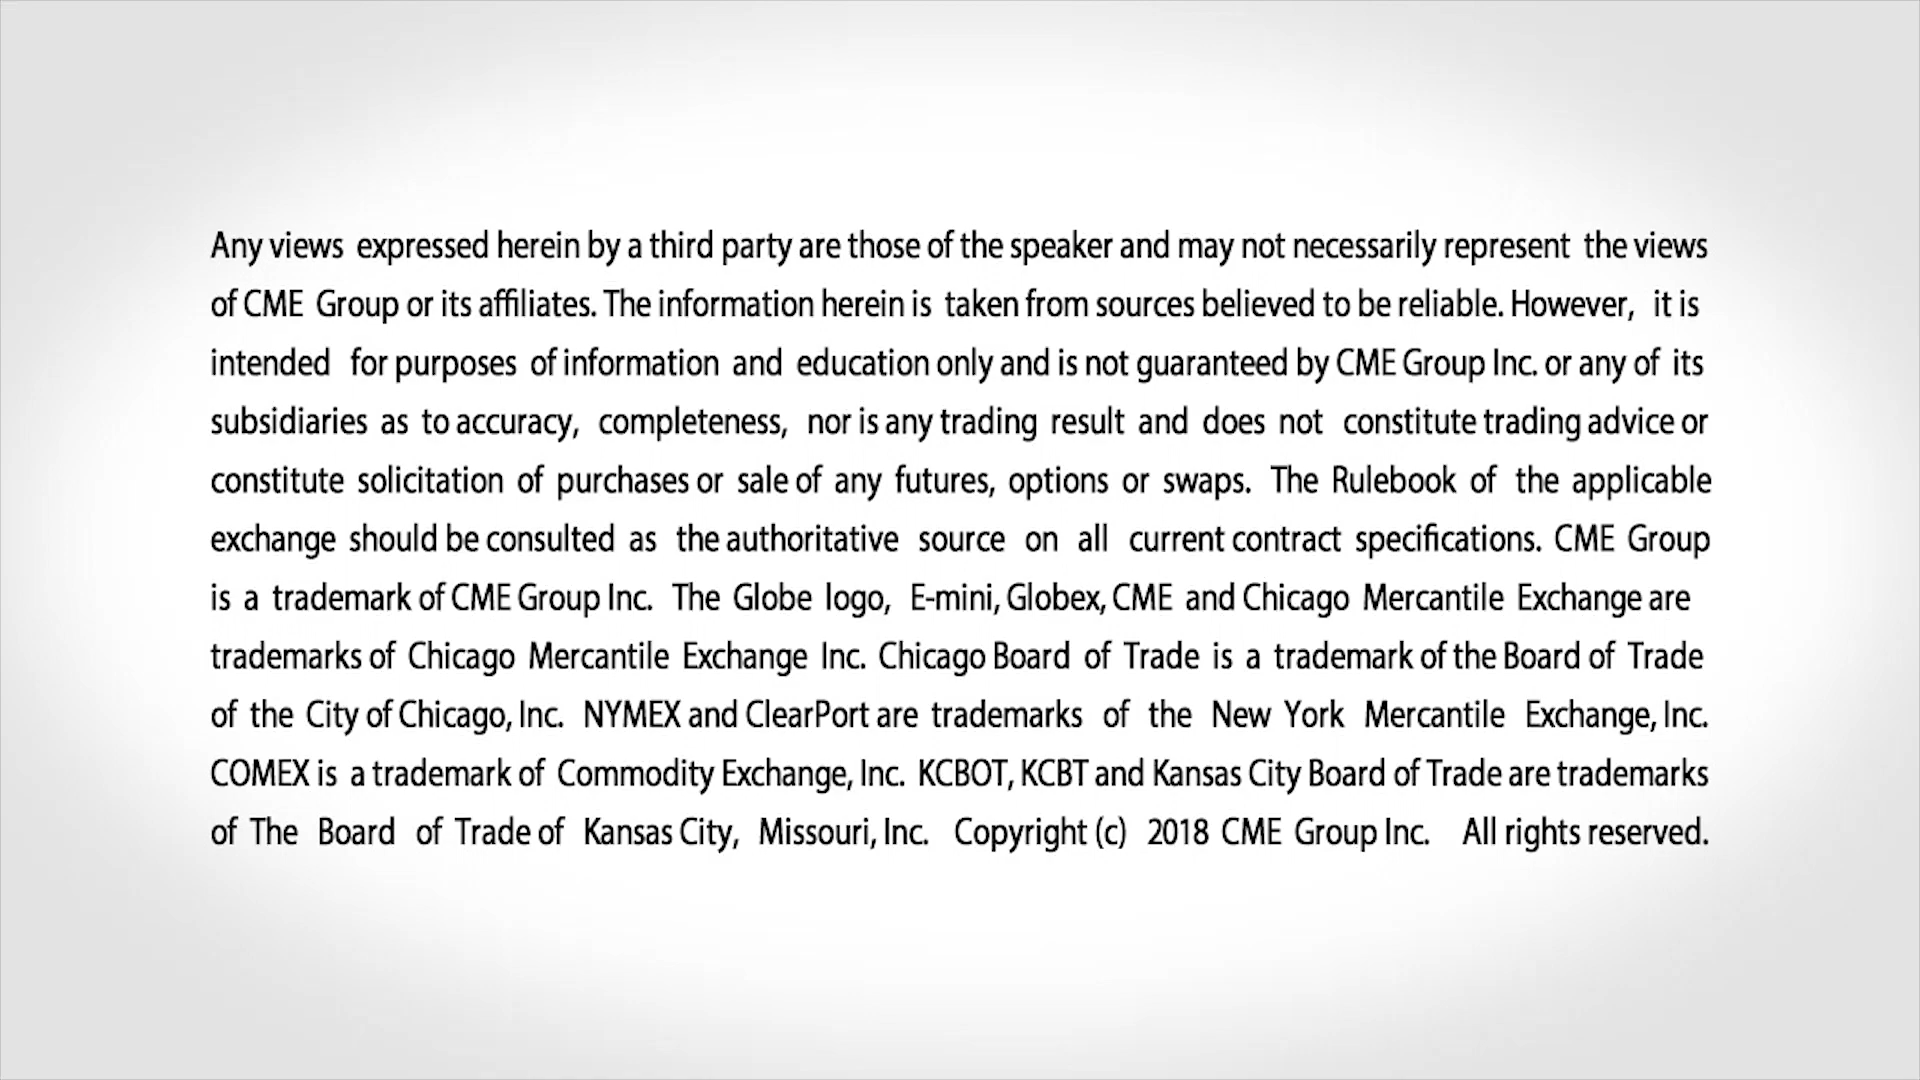 Any views expressed herein by a third party are those of the speaker and may not necessarily represent the views
of CME Group or its affiliates. The information herein is taken from sources believed to be reliable. However, it is
intended for purposes of information and education only and is not guaranteed by CME Group Inc. or any of its
subsidiaries as to accuracy, completeness, nor is any trading result and does not constitute trading advice or
constitute solicitation of purchases or sale of any futures, options or swaps. The Rulebook of the applicable
exchange should be consulted as the authoritative source on all current contract specifications. CME Group
is a trademark of CME Group Inc. The Globe logo, E-mini, Globex, CME and Chicago Mercantile Exchange are
trademarks of Chicago Mercantile Exchange Inc. Chicago Board of Trade is a trademark of the Board of Trade
of the City of Chicago, Inc. NYMEX and ClearPort are trademarks of the New York Mercantile Exchange, Inc.
COMEX is a trademark of Commodity Exchange, Inc. KCBOT, KCBT and Kansas City Board of Trade are trademarks
of The Board of Trade of Kansas City, Missouri, Inc. Copyright (c) 2018 CME Group Inc. All rights reserved.